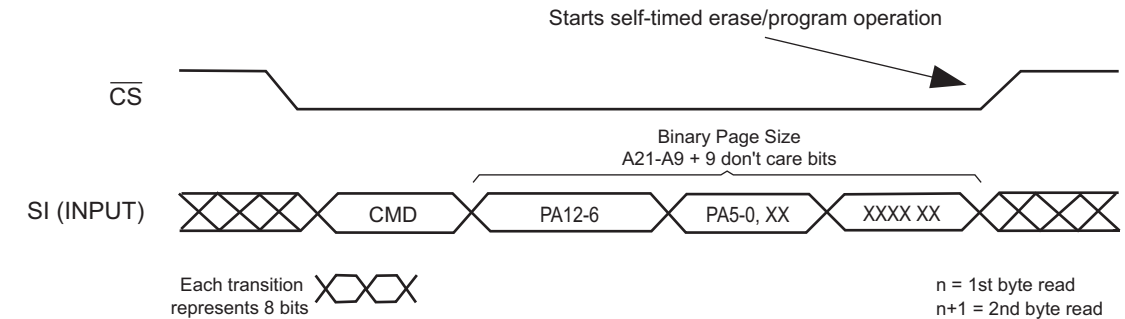 Starts self-timed erase/program operation
CS
Binary Page Size
A21-A9 + 9 don't care bits
SI (INPUT)
CMD
PA12-6
PA5-0, XX
XXXX XX
Each transition
represents 8 bits
n = 1st byte read
n+1 = 2nd byte read